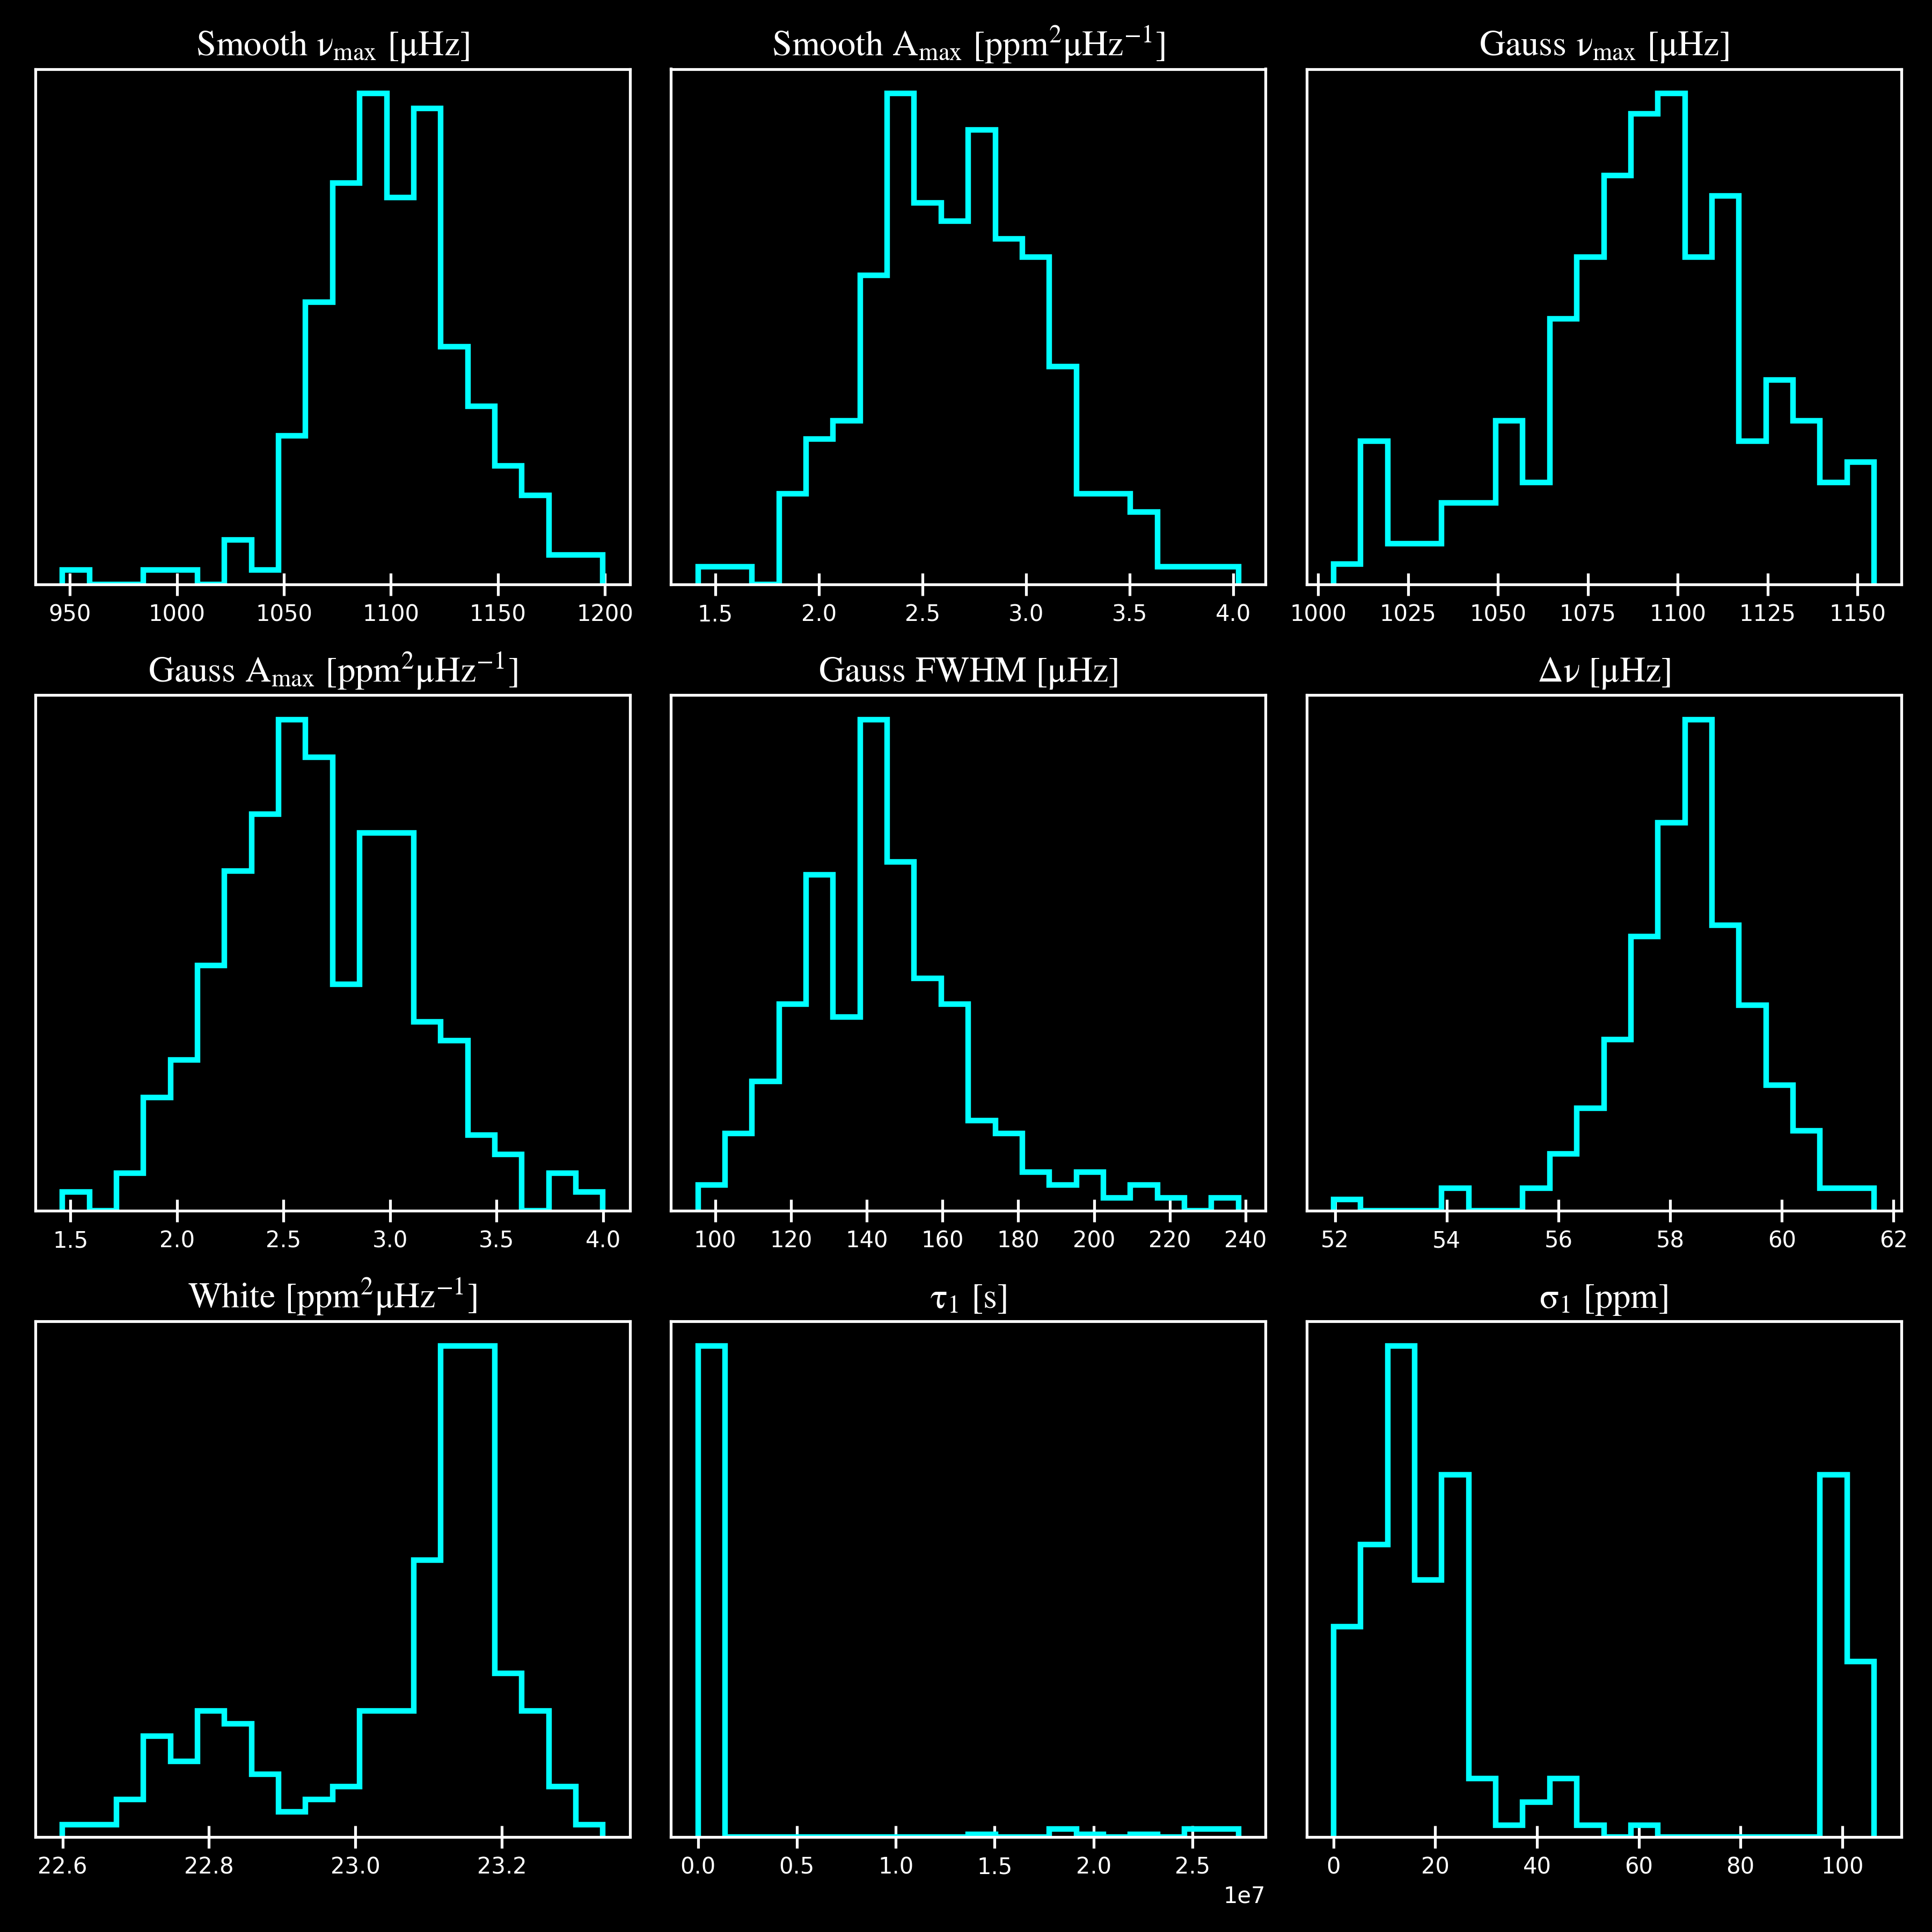 Smooth ν_max [μHz]
Smooth A_max [ppm²μHz⁻¹]
Gauss ν_max [μHz]
950 1000 1050 1100 1150 1200
1.5 2.0 2.5 3.0 3.5 4.0
1000 1025 1050 1075 1100 1125 1150
Gauss A_max [ppm²μHz⁻¹]
Gauss FWHM [μHz]
Δν [μHz]
1.5 2.0 2.5 3.0 3.5 4.0
100 120 140 160 180 200 220 240
52 54 56 58 60 62
White [ppm²μHz⁻¹]
τ₁ [s]
σ₁ [ppm]
22.6 22.8 23.0 23.2
0.0 0.5 1.0 1.5 2.0 2.5
1e7
0 20 40 60 80 100